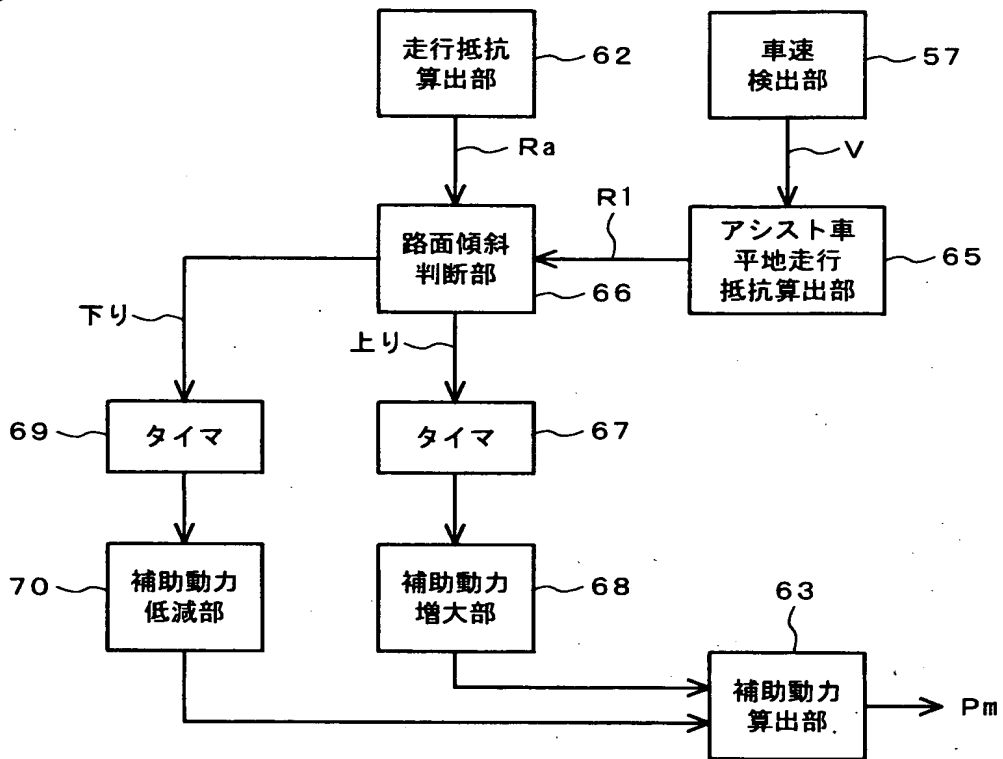 走行抵抗
算出部
62
車速
検出部
57
Ra
V
R1
路面傾斜
判断部
66
アシスト車
平地走行
抵抗算出部
65
下り
上り
69
タイマ
タイマ
67
70
補助動力
低減部
補助動力
増大部
68
63
補助動力
算出部
Pm